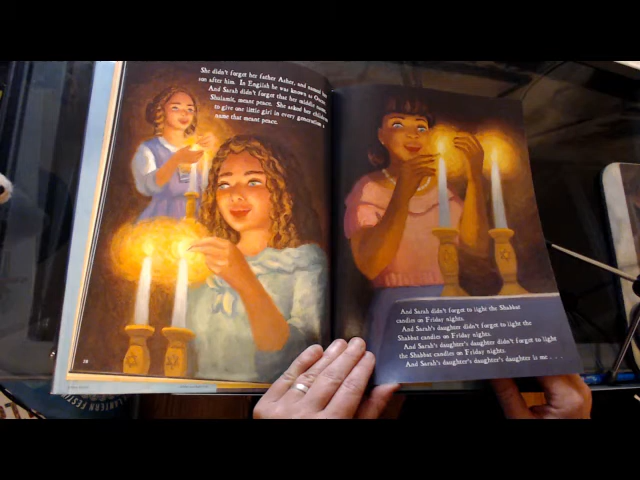 She didn't forget her father Asher, and named her
son after him. In English he was known as
And Sarah didn't forget that her middle name,
Shulamit, meant peace. She asked her children
to give one little girl in every generation a
name that meant peace.
18
And Sarah didn't forget to light the Shabbat
candles on Friday nights.
And Sarah's daughter didn't forget to light the
Shabbat candles on Friday nights.
And Sarah's daughter's daughter didn't forget to light
the Shabbat candles on Friday nights.
And Sarah's daughter's daughter's daughter is me . . .
LANTERN FEST